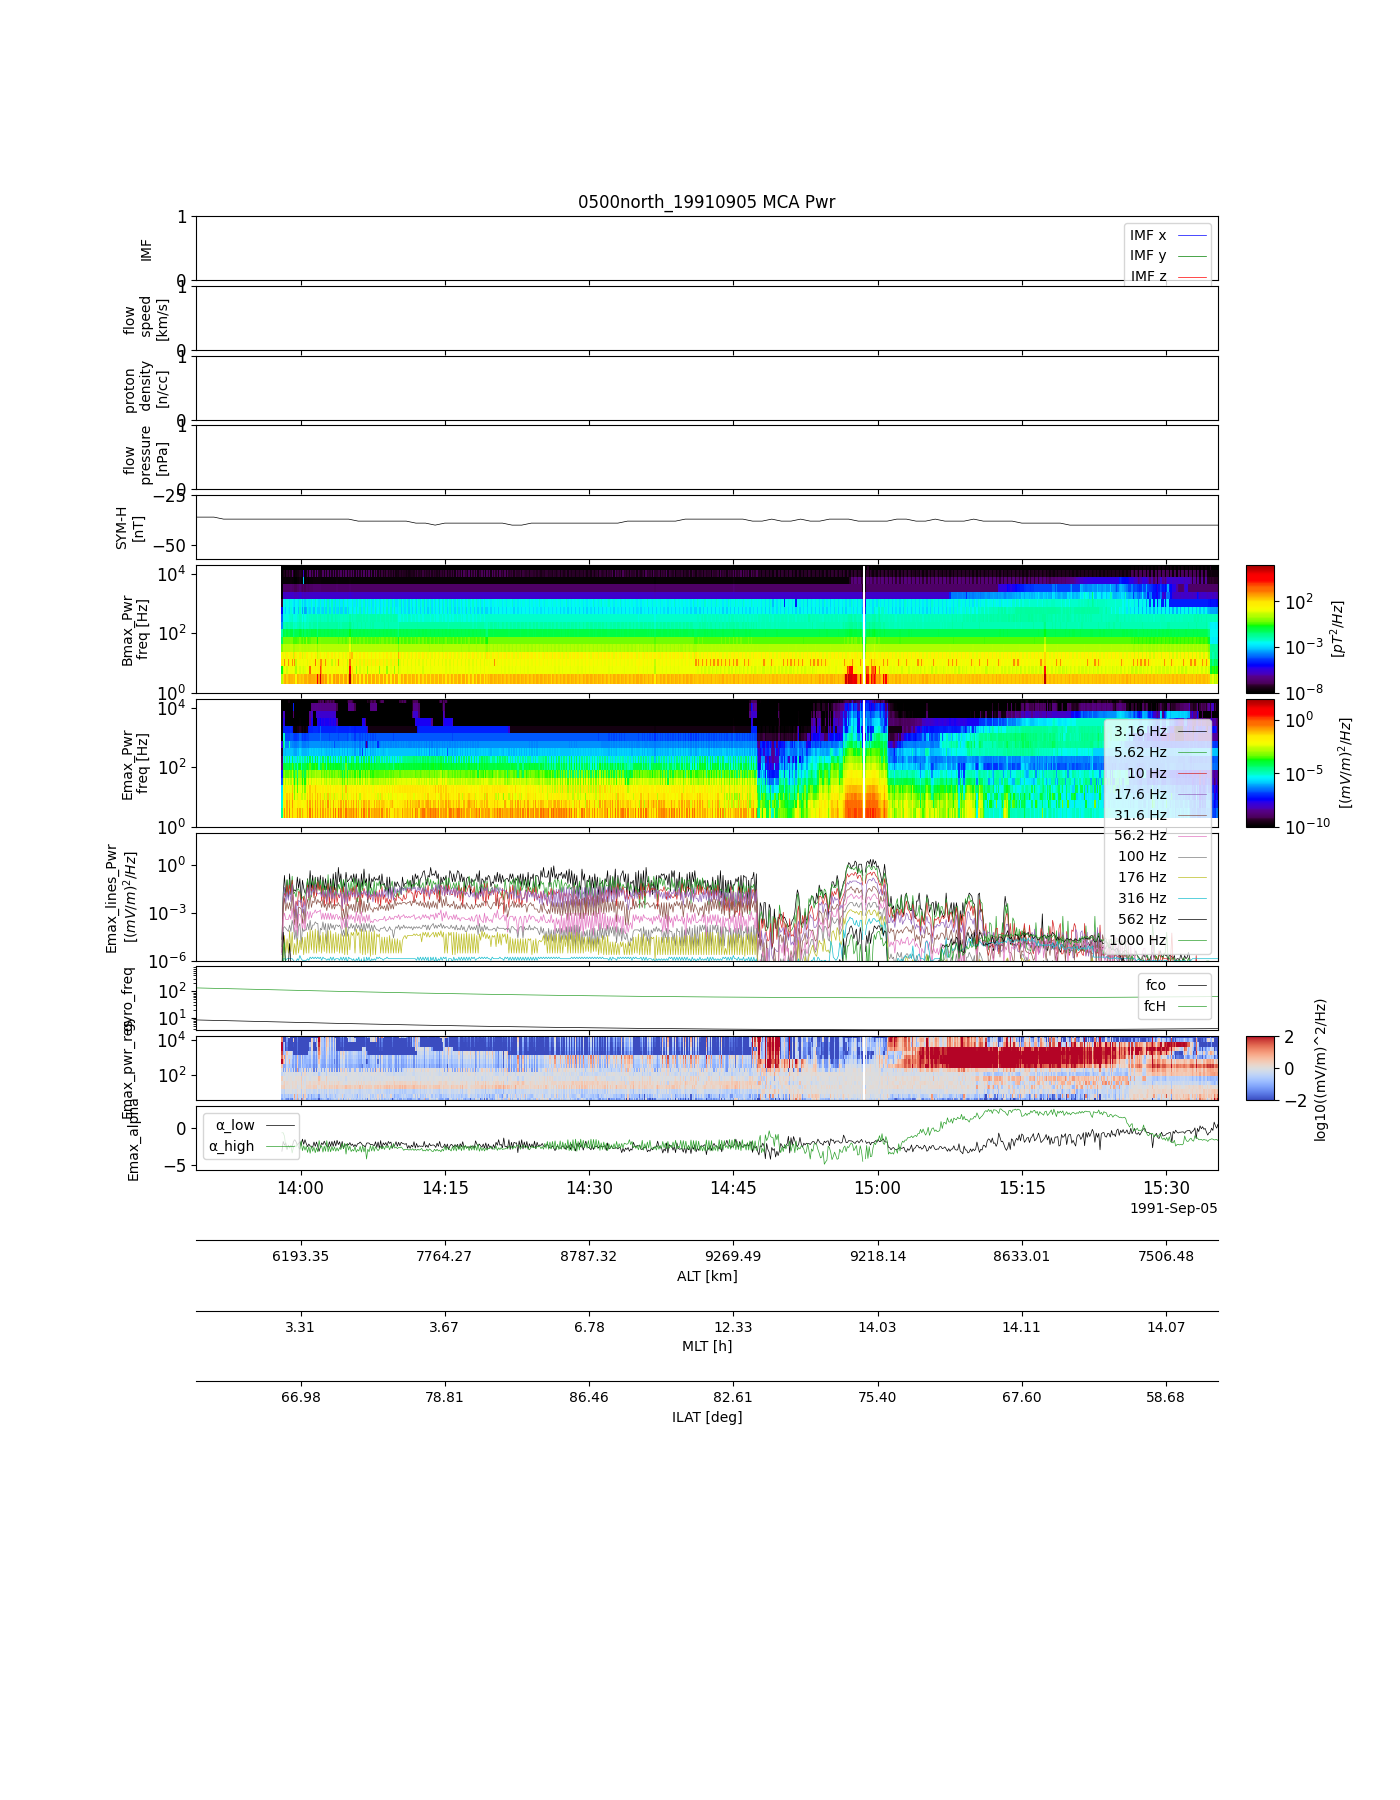 0500north_19910905 MCA Pwr
1
0
IMF
IMF x
IMF y
IMF z
1
0
flow
speed
[km/s]
1
0
proton
density
[n/cc]
1
0
flow
pressure
[nPa]
−25
−50
SYM-H
[nT]
10^4
10^2
10^0
Bmax_Pwr
freq [Hz]
10^2
10^−3
10^−8
[pT^2/Hz]
10^4
10^2
10^0
Emax_Pwr
freq [Hz]
10^0
10^−5
10^−10
[(mV/m)^2/Hz]
3.16 Hz
5.62 Hz
10 Hz
17.6 Hz
31.6 Hz
56.2 Hz
100 Hz
176 Hz
316 Hz
562 Hz
1000 Hz
10^0
10^−3
10^−6
Emax_lines_Pwr
[(mV/m)^2/Hz]
10^2
10^1
gyro_freq
fco
fcH
10^4
10^2
Emax_pwr_reg
2
0
−2
log10((mV/m)^2/Hz)
0
−5
Emax_alpha
α_low
α_high
14:00 14:15 14:30 14:45 15:00 15:15 15:30
1991-Sep-05
6193.35 7764.27 8787.32 9269.49 9218.14 8633.01 7506.48
ALT [km]
3.31 3.67 6.78 12.33 14.03 14.11 14.07
MLT [h]
66.98 78.81 86.46 82.61 75.40 67.60 58.68
ILAT [deg]